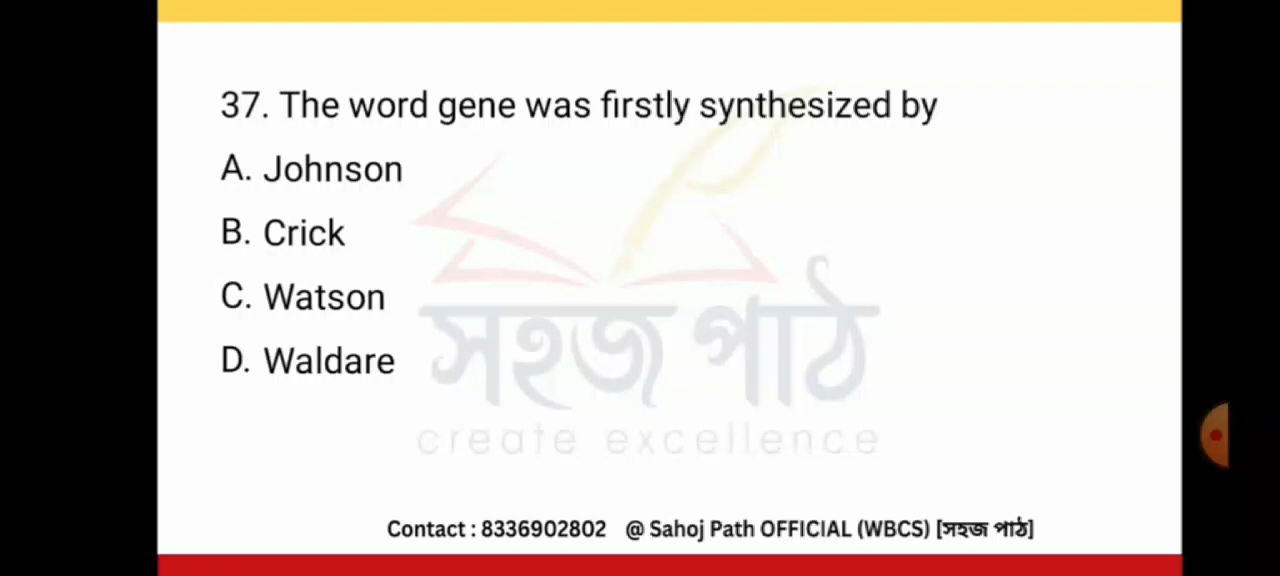 37. The word gene was firstly synthesized by
A. Johnson
B. Crick
C. Watson
D. Waldare
সহজ পাঠ
create excellence
Contact : 8336902802 @ Sahoj Path OFFICIAL (WBCS) [সহজ পাঠ]